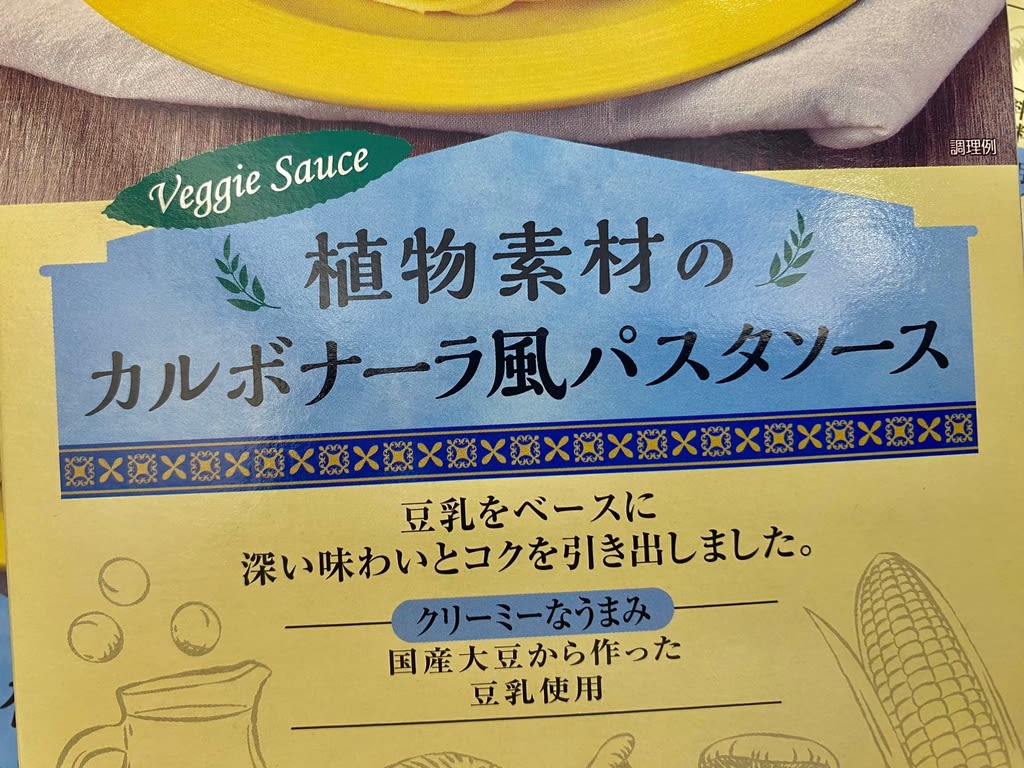 調理例
Veggie Sauce
植物素材の
カルボナーラ風パスタソース
豆乳をベースに
深い味わいとコクを引き出しました。
クリーミーなうまみ
国産大豆から作った
豆乳使用